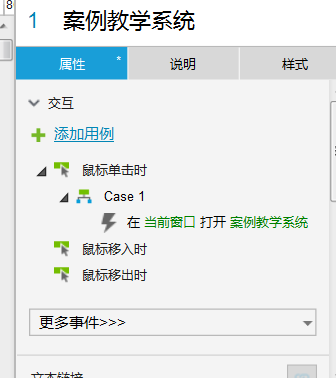 8
1 案例教学系统
属性 * 说明 样式
交互
添加用例
鼠标单击时
Case 1
在 当前窗口 打开 案例教学系统
鼠标移入时
鼠标移出时
更多事件>>>
文本链接